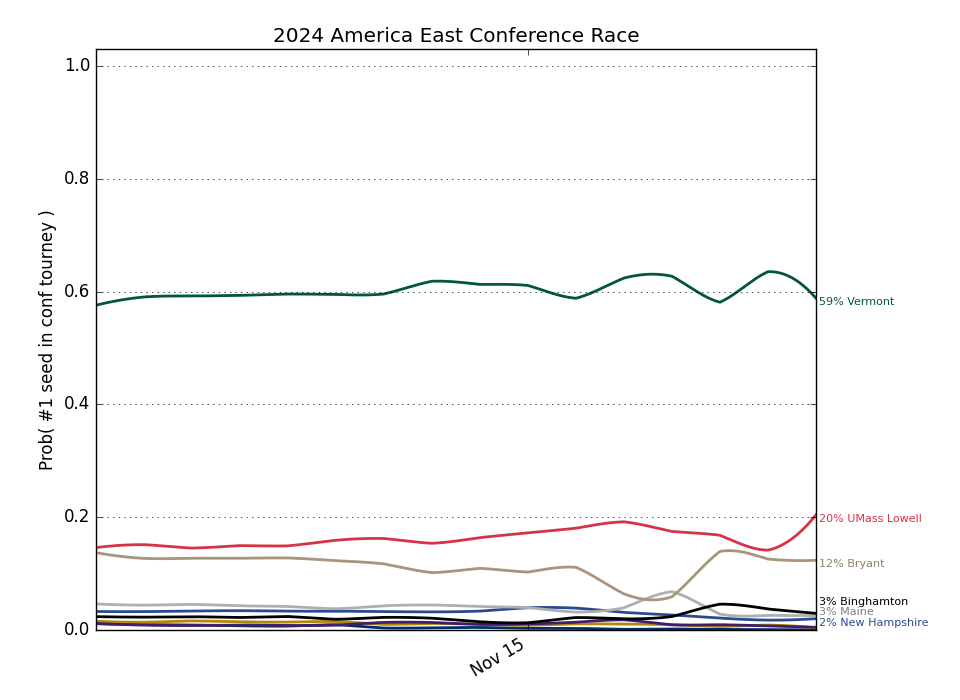 2024 America East Conference Race
Prob( #1 seed in conf tourney )
1.0
0.8
0.6
0.4
0.2
0.0
Nov 15
59% Vermont
20% UMass Lowell
12% Bryant
3% Binghamton
3% Maine
2% New Hampshire